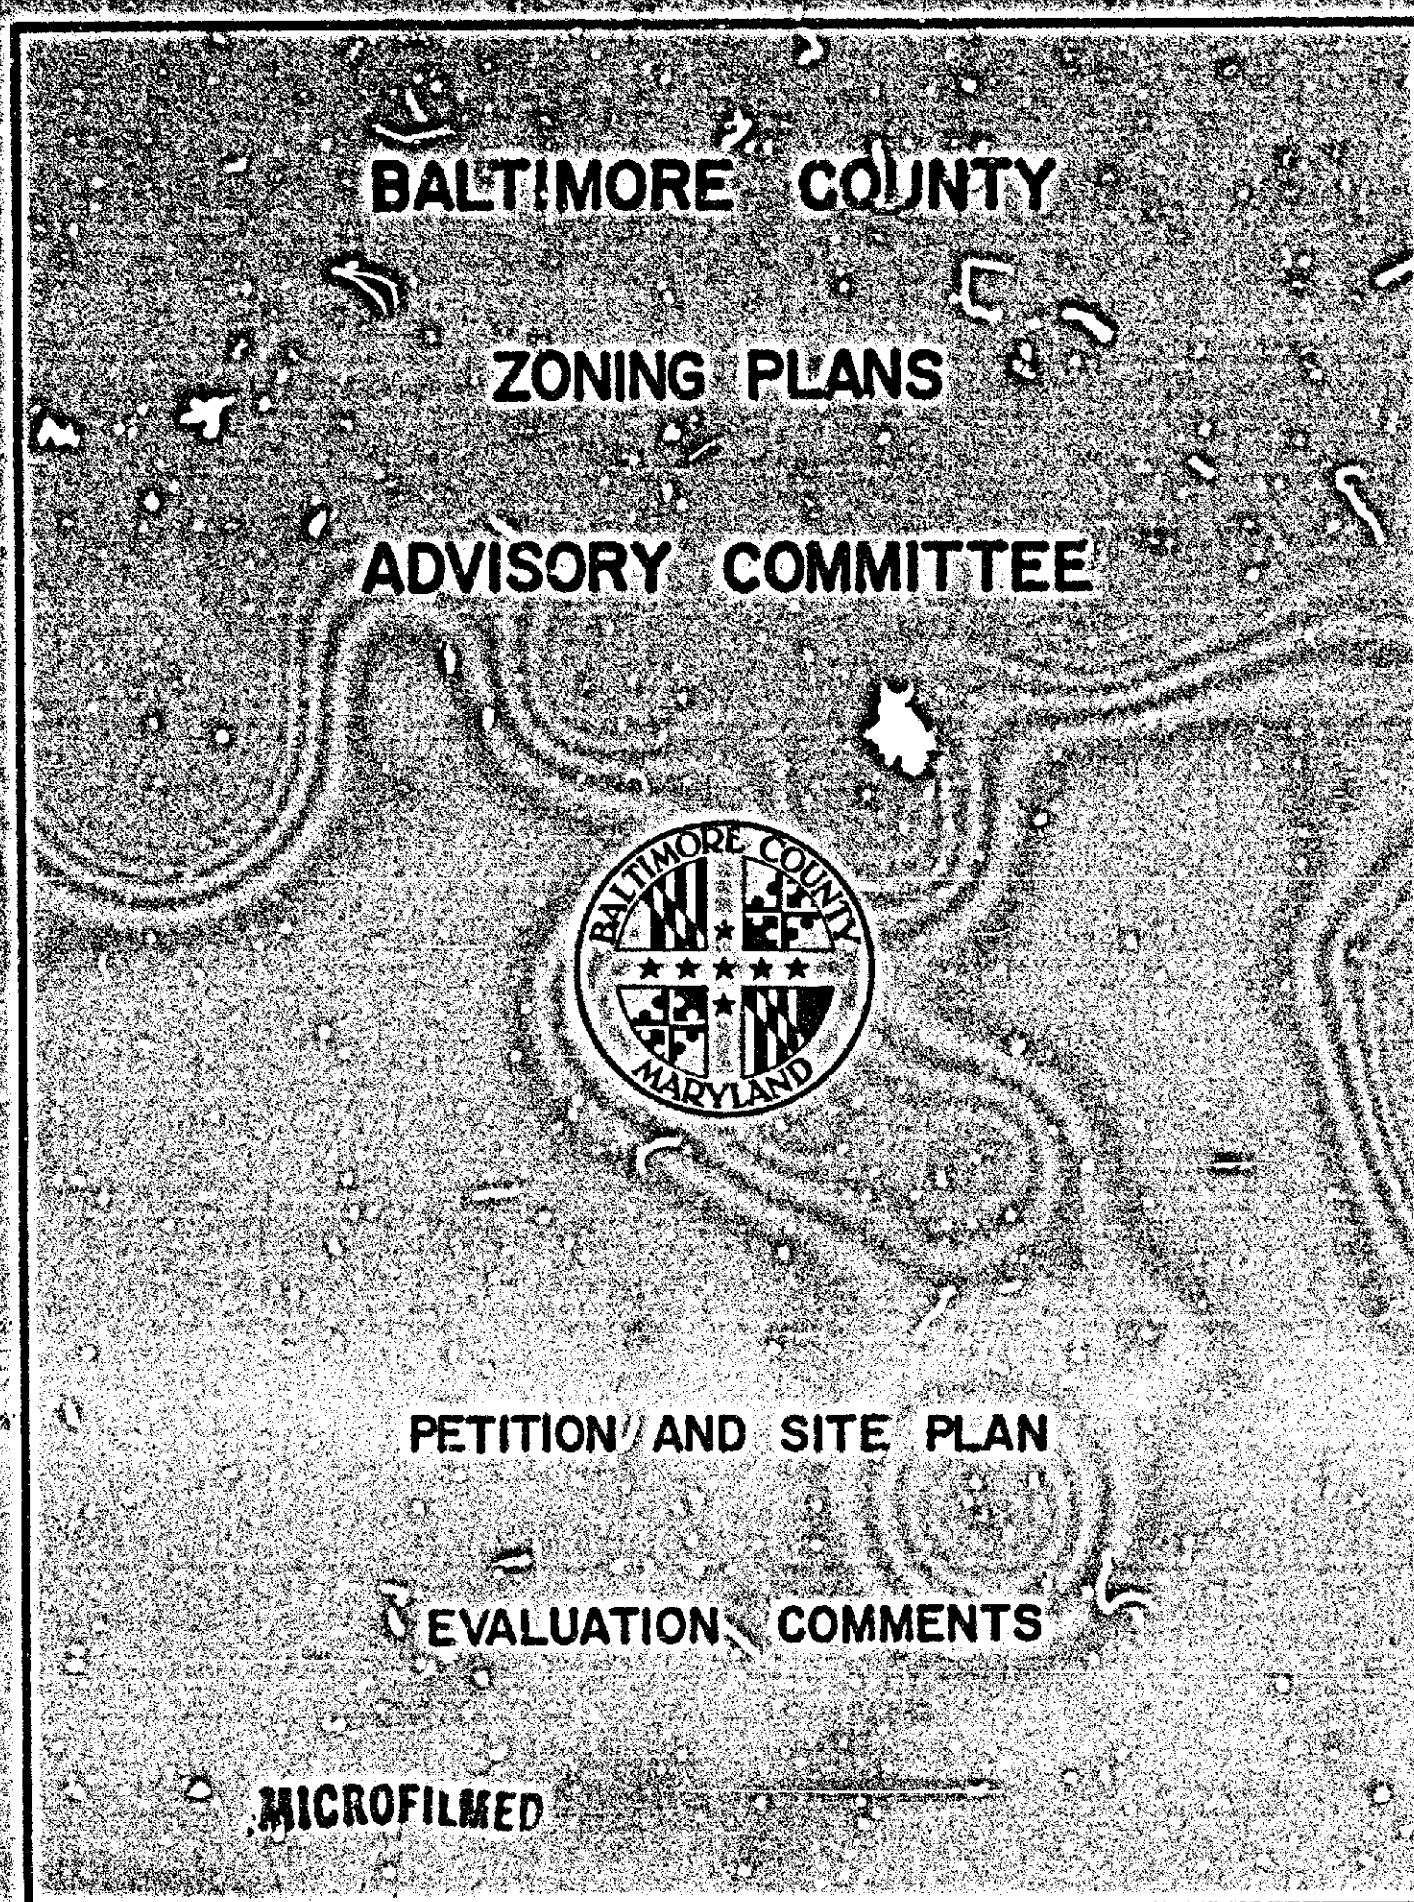 BALTIMORE COUNTY
ZONING PLANS
ADVISORY COMMITTEE
BALTIMORE COUNTY
MARYLAND
PETITION AND SITE PLAN
EVALUATION COMMENTS
MICROFILMED